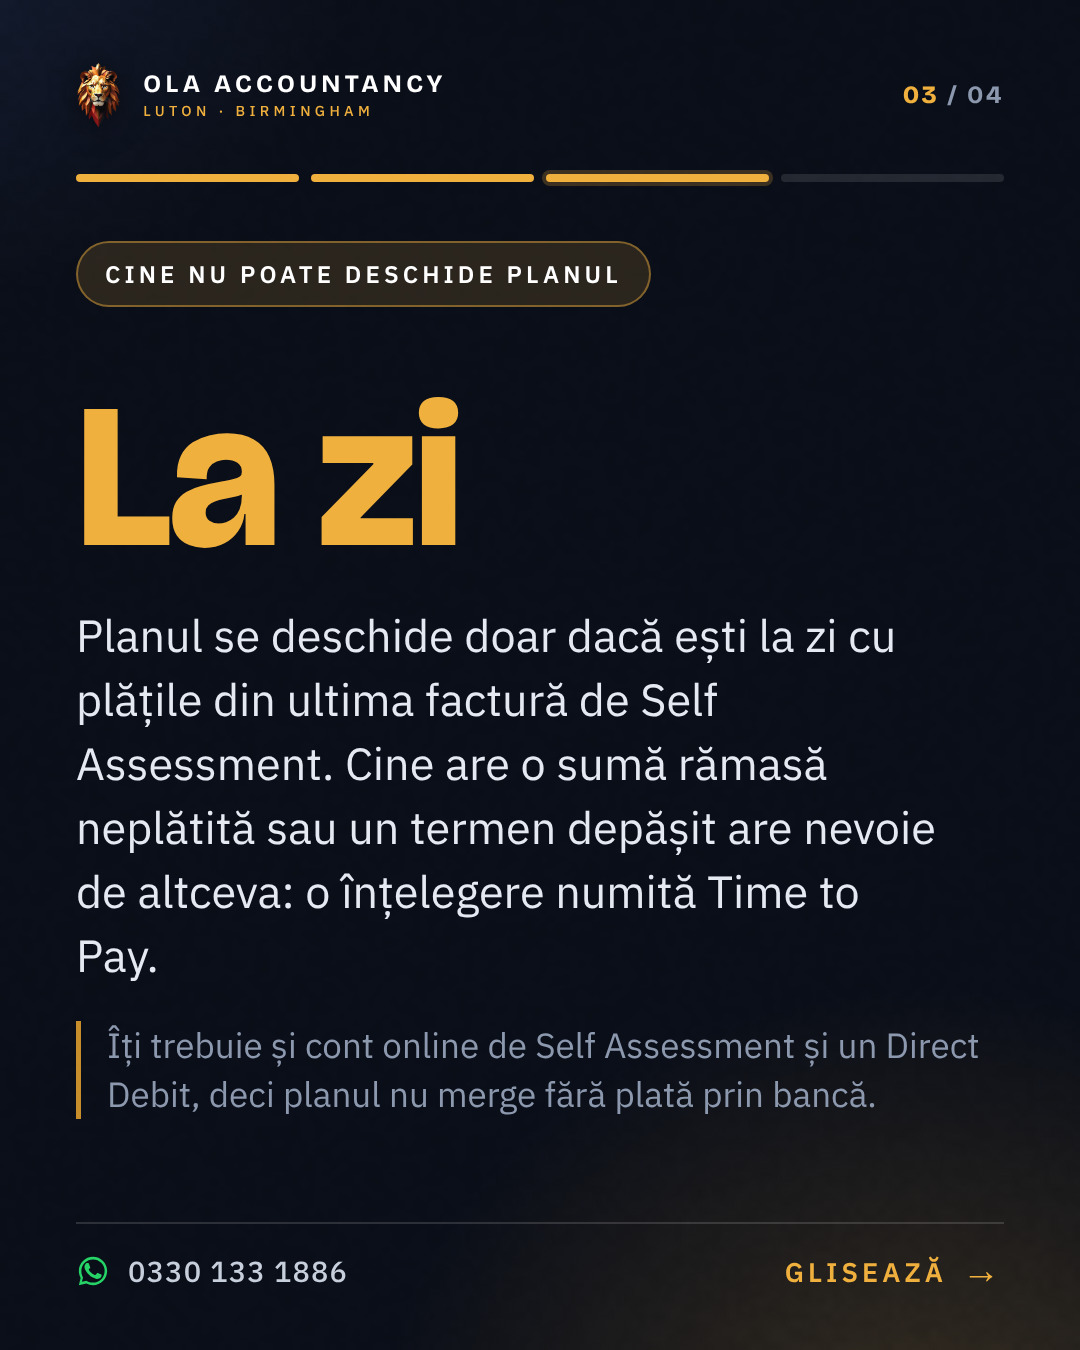 OLA ACCOUNTANCY
LUTON · BIRMINGHAM
03 / 04
CINE NU POATE DESCHIDE PLANUL
La zi
Planul se deschide doar dacă ești la zi cu
plățile din ultima factură de Self
Assessment. Cine are o sumă rămasă
neplătită sau un termen depășit are nevoie
de altceva: o înțelegere numită Time to
Pay.
Îți trebuie și cont online de Self Assessment și un Direct
Debit, deci planul nu merge fără plată prin bancă.
0330 133 1886
GLISEAZĂ →